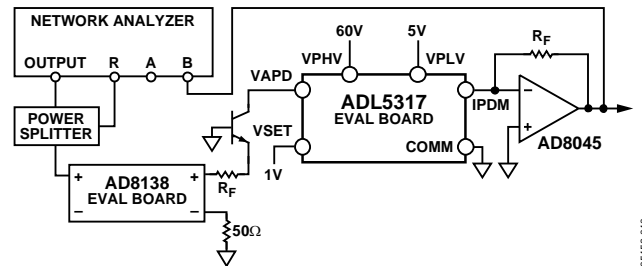 NETWORK ANALYZER
OUTPUT R A B
POWER
SPLITTER
60V 5V
VPHV VPLV
VAPD
ADL5317
EVAL BOARD
IPDM
VSET
COMM
1V
RF
AD8045
RF
AD8138
EVAL BOARD
+ +
− −
50Ω
−
+